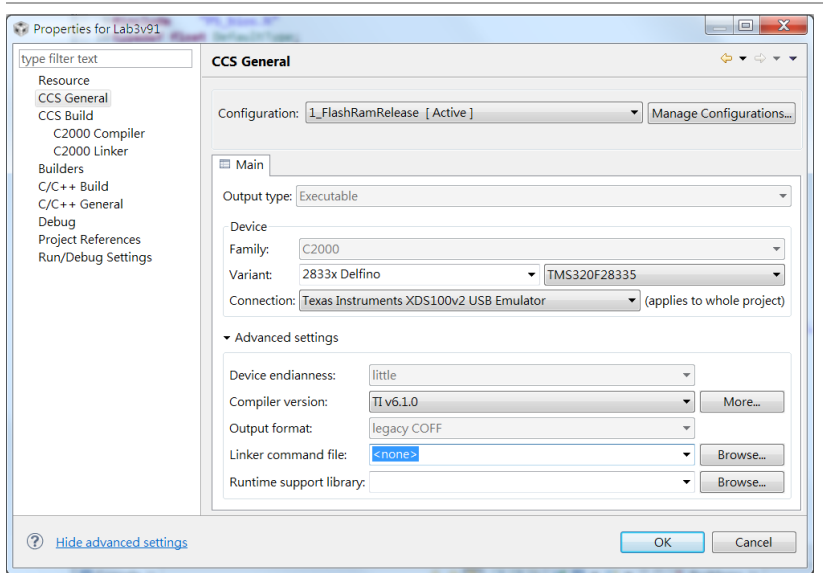 Properties for Lab3v91
type filter text
Resource
CCS General
CCS Build
C2000 Compiler
C2000 Linker
Builders
C/C++ Build
C/C++ General
Debug
Project References
Run/Debug Settings
CCS General
Configuration: 1_FlashRamRelease [ Active ] Manage Configurations...
Main
Output type: Executable
Device
Family: C2000
Variant: 2833x Delfino TMS320F28335
Connection: Texas Instruments XDS100v2 USB Emulator (applies to whole project)
Advanced settings
Device endianness: little
Compiler version: TI v6.1.0 More...
Output format: legacy COFF
Linker command file: <none> Browse...
Runtime support library: Browse...
? Hide advanced settings OK Cancel